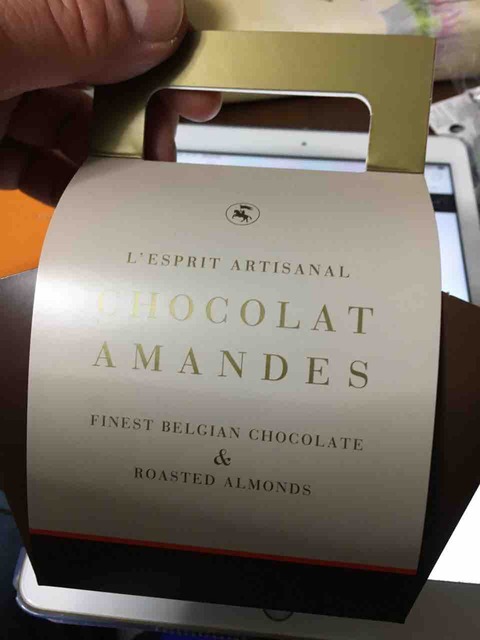 L'ESPRIT ARTISANAL
CHOCOLAT
AMANDES
FINEST BELGIAN CHOCOLATE
&
ROASTED ALMONDS